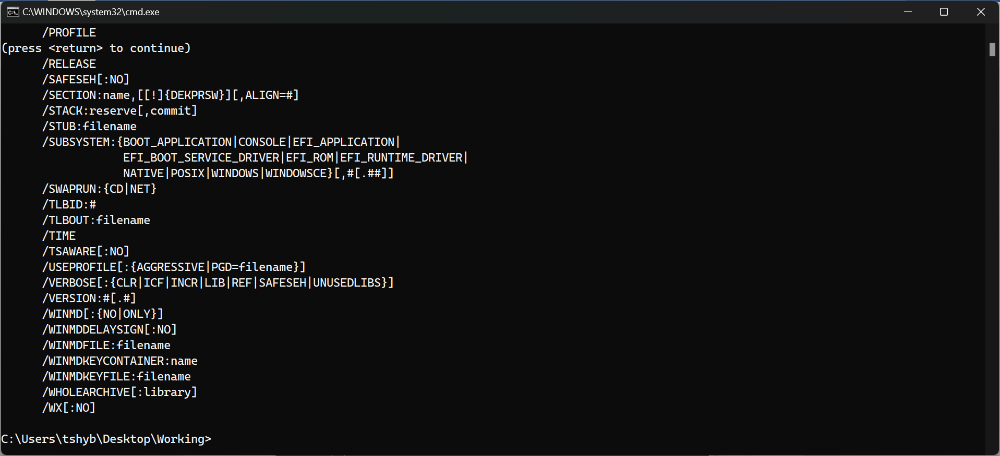 C:\WINDOWS\system32\cmd.exe
/PROFILE
(press <return> to continue)
/RELEASE
/SAFESEH[:NO]
/SECTION:name,[[!]{DEKPRSW}][,ALIGN=#]
/STACK:reserve[,commit]
/STUB:filename
/SUBSYSTEM:{BOOT_APPLICATION|CONSOLE|EFI_APPLICATION|
EFI_BOOT_SERVICE_DRIVER|EFI_ROM|EFI_RUNTIME_DRIVER|
NATIVE|POSIX|WINDOWS|WINDOWSCE}[,#[.##]]
/SWAPRUN:{CD|NET}
/TLBID:#
/TLBOUT:filename
/TIME
/TSAWARE[:NO]
/USEPROFILE[:{AGGRESSIVE|PGD=filename}]
/VERBOSE[:{CLR|ICF|INCR|LIB|REF|SAFESEH|UNUSEDLIBS}]
/VERSION:#[.#]
/WINMD[:{NO|ONLY}]
/WINMDDELAYSIGN[:NO]
/WINMDFILE:filename
/WINMDKEYCONTAINER:name
/WINMDKEYFILE:filename
/WHOLEARCHIVE[:library]
/WX[:NO]
C:\Users\tshyb\Desktop\Working>